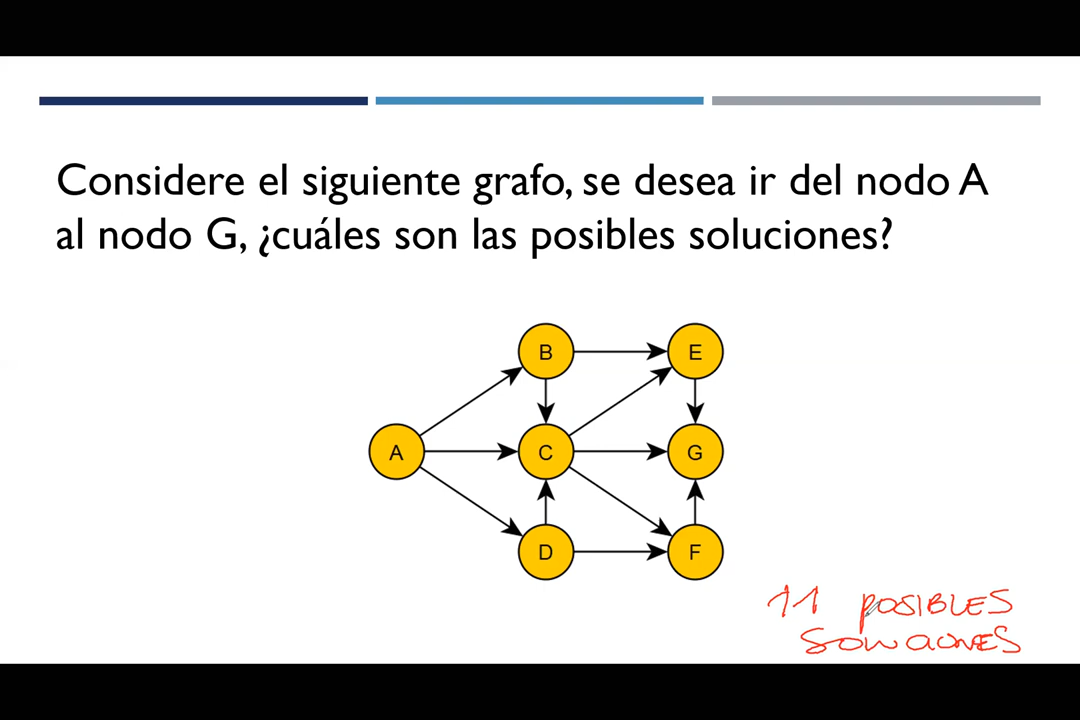 Considere el siguiente grafo, se desea ir del nodo A
al nodo G, ¿cuáles son las posibles soluciones?
B E
A C G
D F
11 POSIBLES
SOLUCIONES